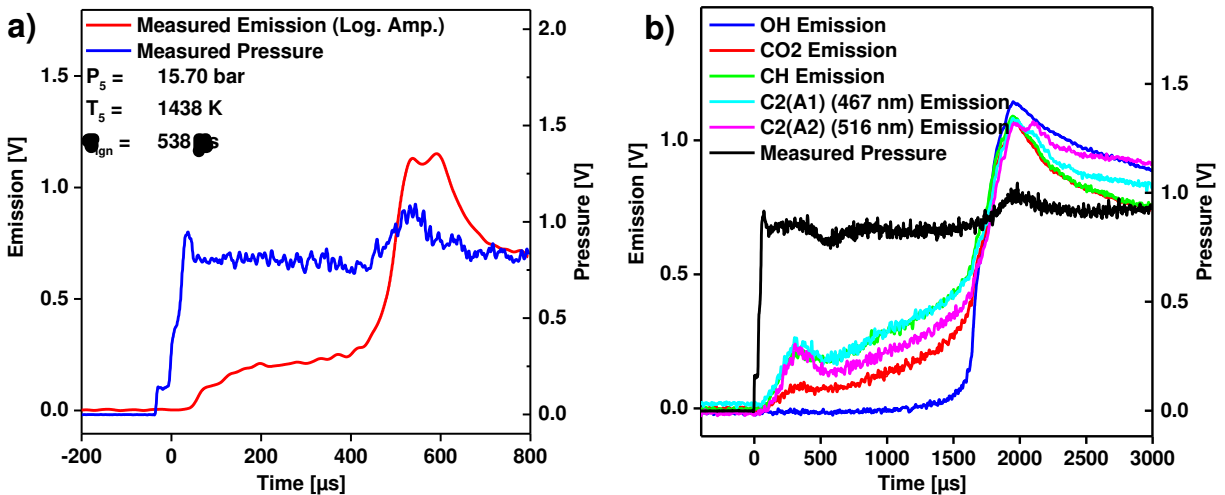 a)
Measured Emission (Log. Amp.)
Measured Pressure
P5 = 15.70 bar
T5 = 1438 K
ign = 538 s
Emission [V]
1.5
1.0
0.5
0.0
Pressure [V]
2.0
1.5
1.0
0.5
0.0
-200 0 200 400 600 800
Time [µs]
b)
OH Emission
CO2 Emission
CH Emission
C2(A1) (467 nm) Emission
C2(A2) (516 nm) Emission
Measured Pressure
Emission [V]
1.0
0.5
0.0
Pressure [V]
1.5
1.0
0.5
0.0
0 500 1000 1500 2000 2500 3000
Time [µs]